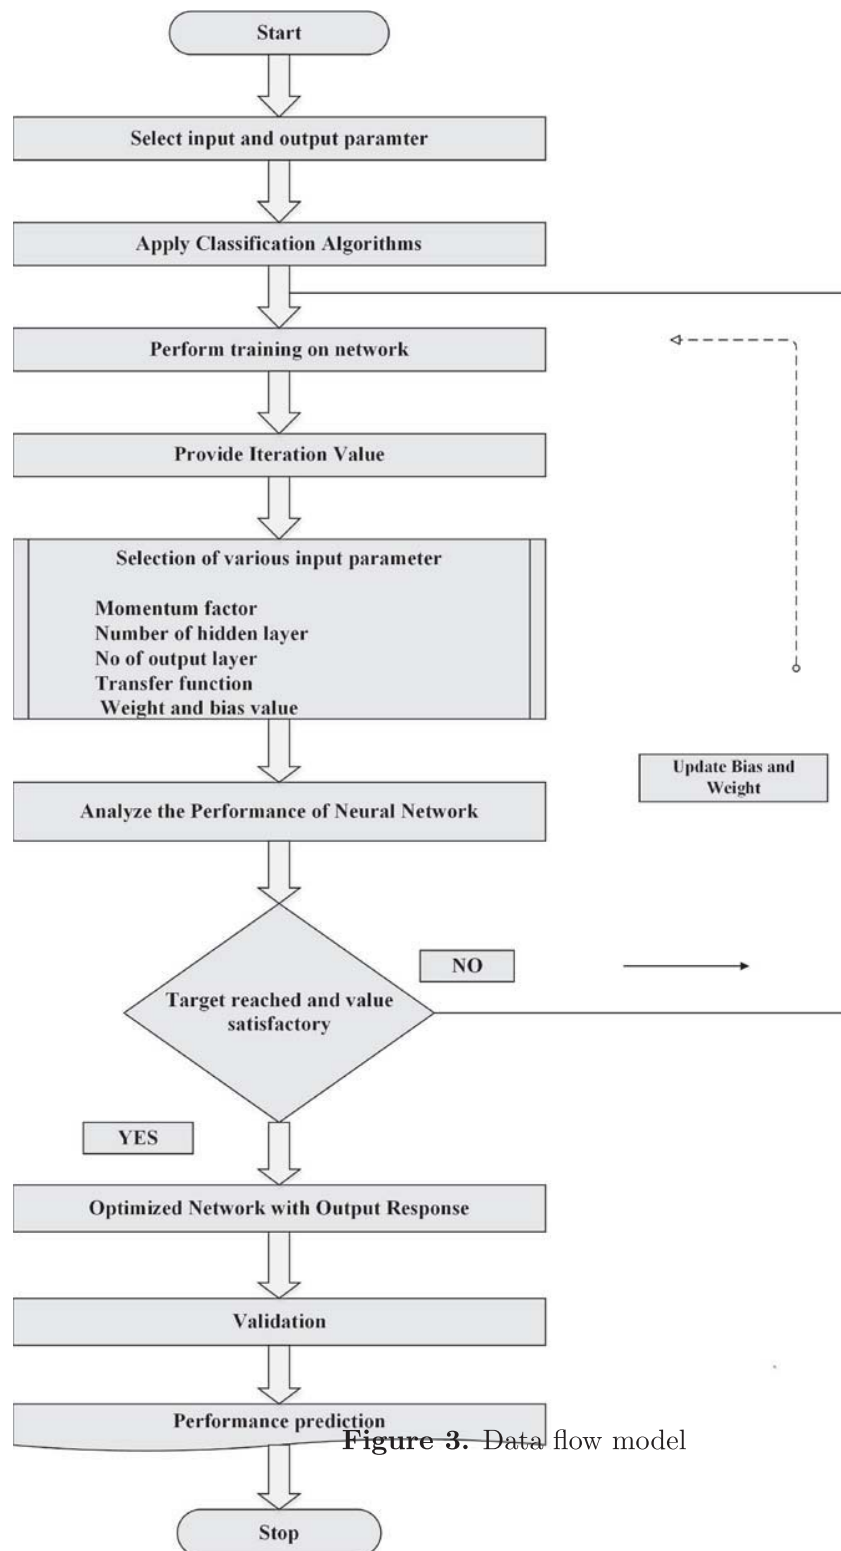 Start
Select input and output paramter
Apply Classification Algorithms
Perform training on network
Provide Iteration Value
Selection of various input parameter
Momentum factor
Number of hidden layer
No of output layer
Transfer function
Weight and bias value
Update Bias and
Weight
Analyze the Performance of Neural Network
NO
Target reached and value
satisfactory
YES
Optimized Network with Output Response
Validation
Performance prediction
Figure 3. Data flow model
Stop